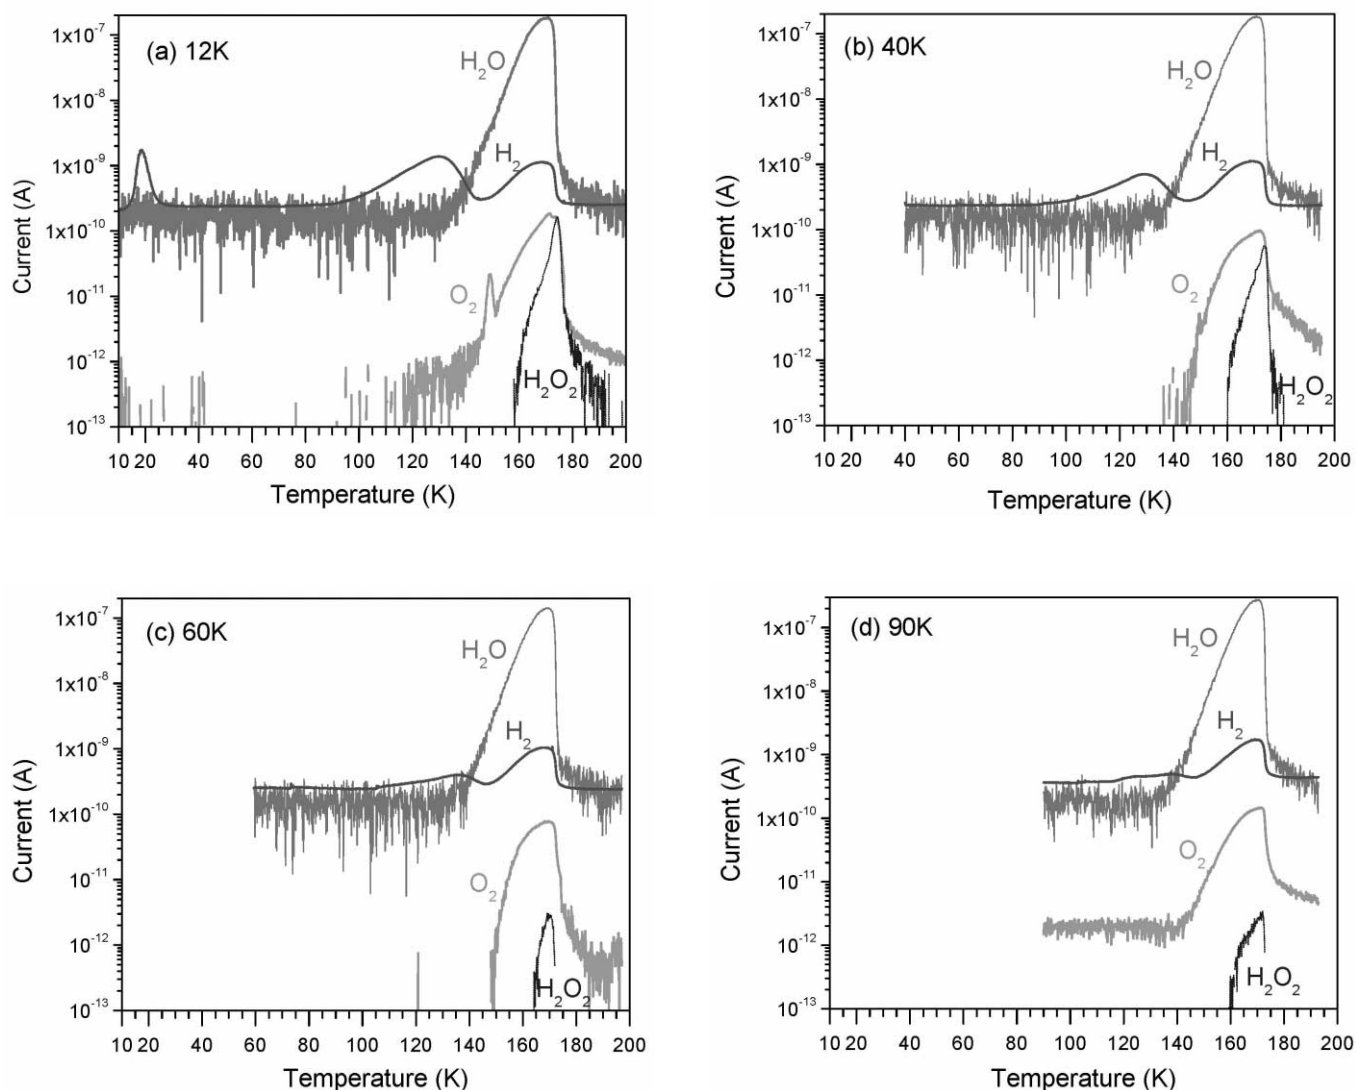 (a) 12K
H₂O
H₂
O₂
H₂O₂
1x10⁻⁷
1x10⁻⁸
1x10⁻⁹
1x10⁻¹⁰
10⁻¹¹
10⁻¹²
10⁻¹³
Current (A)
10 20 40 60 80 100 120 140 160 180 200
Temperature (K)
(b) 40K
H₂O
H₂
O₂
H₂O₂
1x10⁻⁷
1x10⁻⁸
1x10⁻⁹
1x10⁻¹⁰
10⁻¹¹
10⁻¹²
10⁻¹³
Current (A)
10 20 40 60 80 100 120 140 160 180 200
Temperature (K)
(c) 60K
H₂O
H₂
O₂
H₂O₂
1x10⁻⁷
1x10⁻⁸
1x10⁻⁹
1x10⁻¹⁰
10⁻¹¹
10⁻¹²
10⁻¹³
Current (A)
10 20 40 60 80 100 120 140 160 180 200
Temperature (K)
(d) 90K
H₂O
H₂
O₂
H₂O₂
1x10⁻⁷
1x10⁻⁸
1x10⁻⁹
1x10⁻¹⁰
10⁻¹¹
10⁻¹²
10⁻¹³
Current (A)
10 20 40 60 80 100 120 140 160 180 200
Temperature (K)